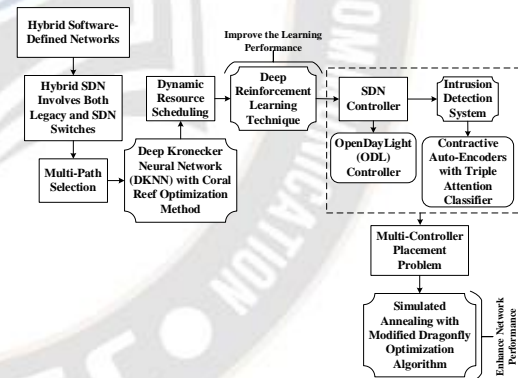 Hybrid Software-
Defined Networks
Hybrid SDN
Involves Both
Legacy and SDN
Switches
Multi-Path
Selection
Deep Kronecker
Neural Network
(DKNN) with Coral
Reef Optimization
Method
Dynamic
Resource
Scheduling
Improve the Learning
Performance
Deep
Reinforcement
Learning
Technique
SDN
Controller
OpenDayLight
(ODL)
Controller
Intrusion
Detection
System
Contractive
Auto-Encoders
with Triple
Attention
Classifier
Multi-Controller
Placement
Problem
Simulated
Annealing with
Modified Dragonfly
Optimization
Algorithm
Enhance Network
Performance